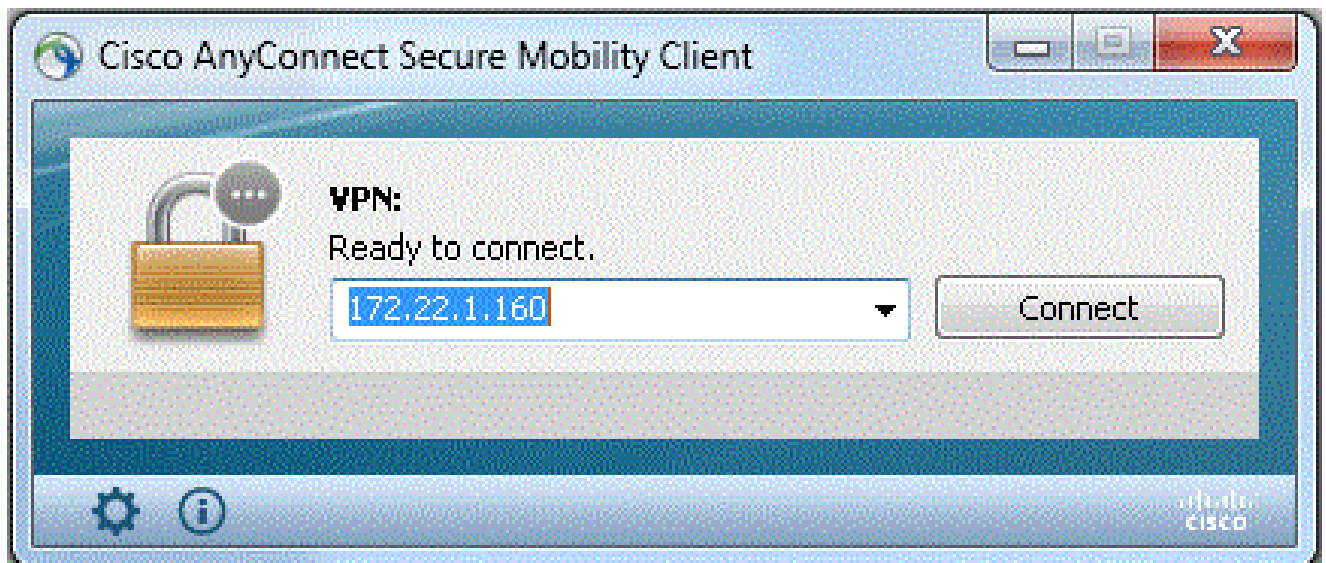 Cisco AnyConnect Secure Mobility Client
VPN:
Ready to connect.
172.22.1.160
Connect
CISCO